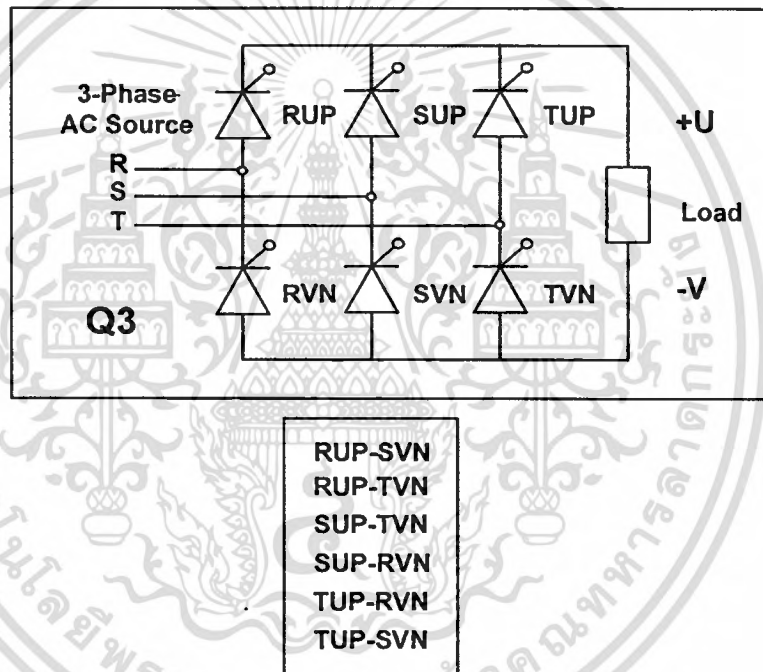 3-Phase
AC Source
R
S
T
RUP
SUP
TUP
+U
Load
RVN
SVN
TVN
-V
Q3
RUP-SVN
RUP-TVN
SUP-TVN
SUP-RVN
TUP-RVN
TUP-SVN